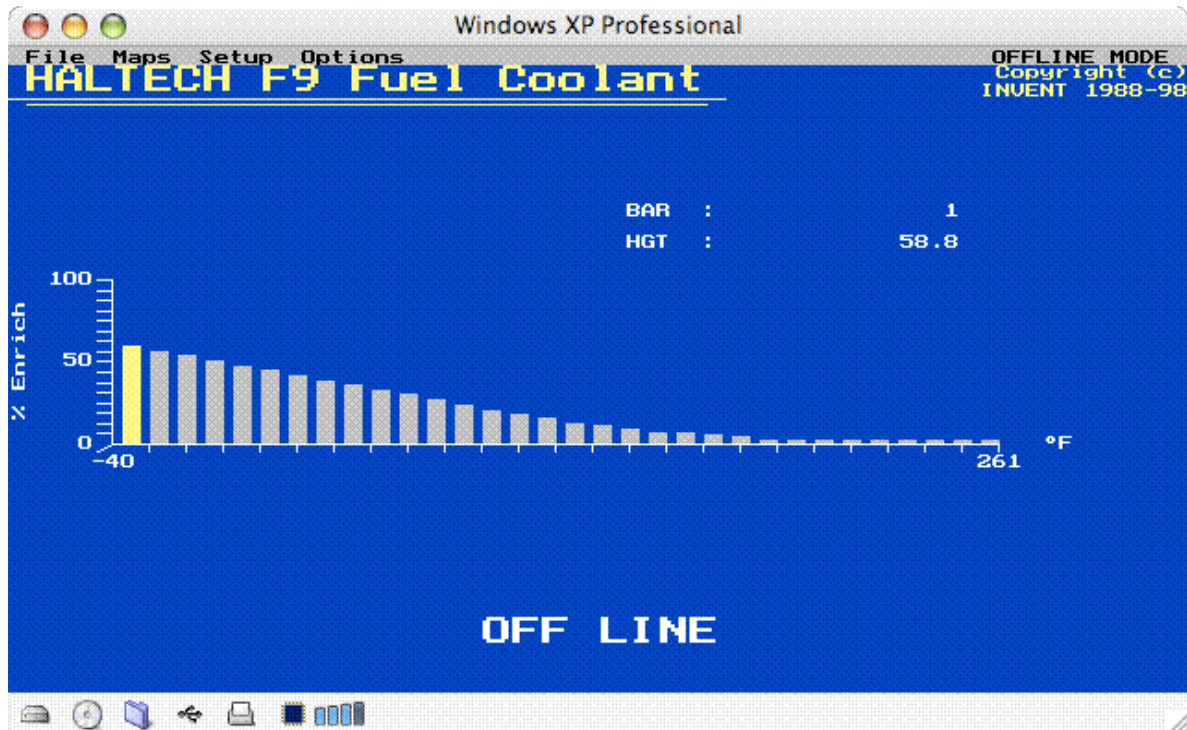 Windows XP Professional
File Maps Setup Options OFFLINE MODE
HALTECH F9 Fuel Coolant
Copyright (c)
INVENT 1988-98
BAR : 1
HGT : 58.8
100
50
0
% Enrich
-40
261
°F
OFF LINE